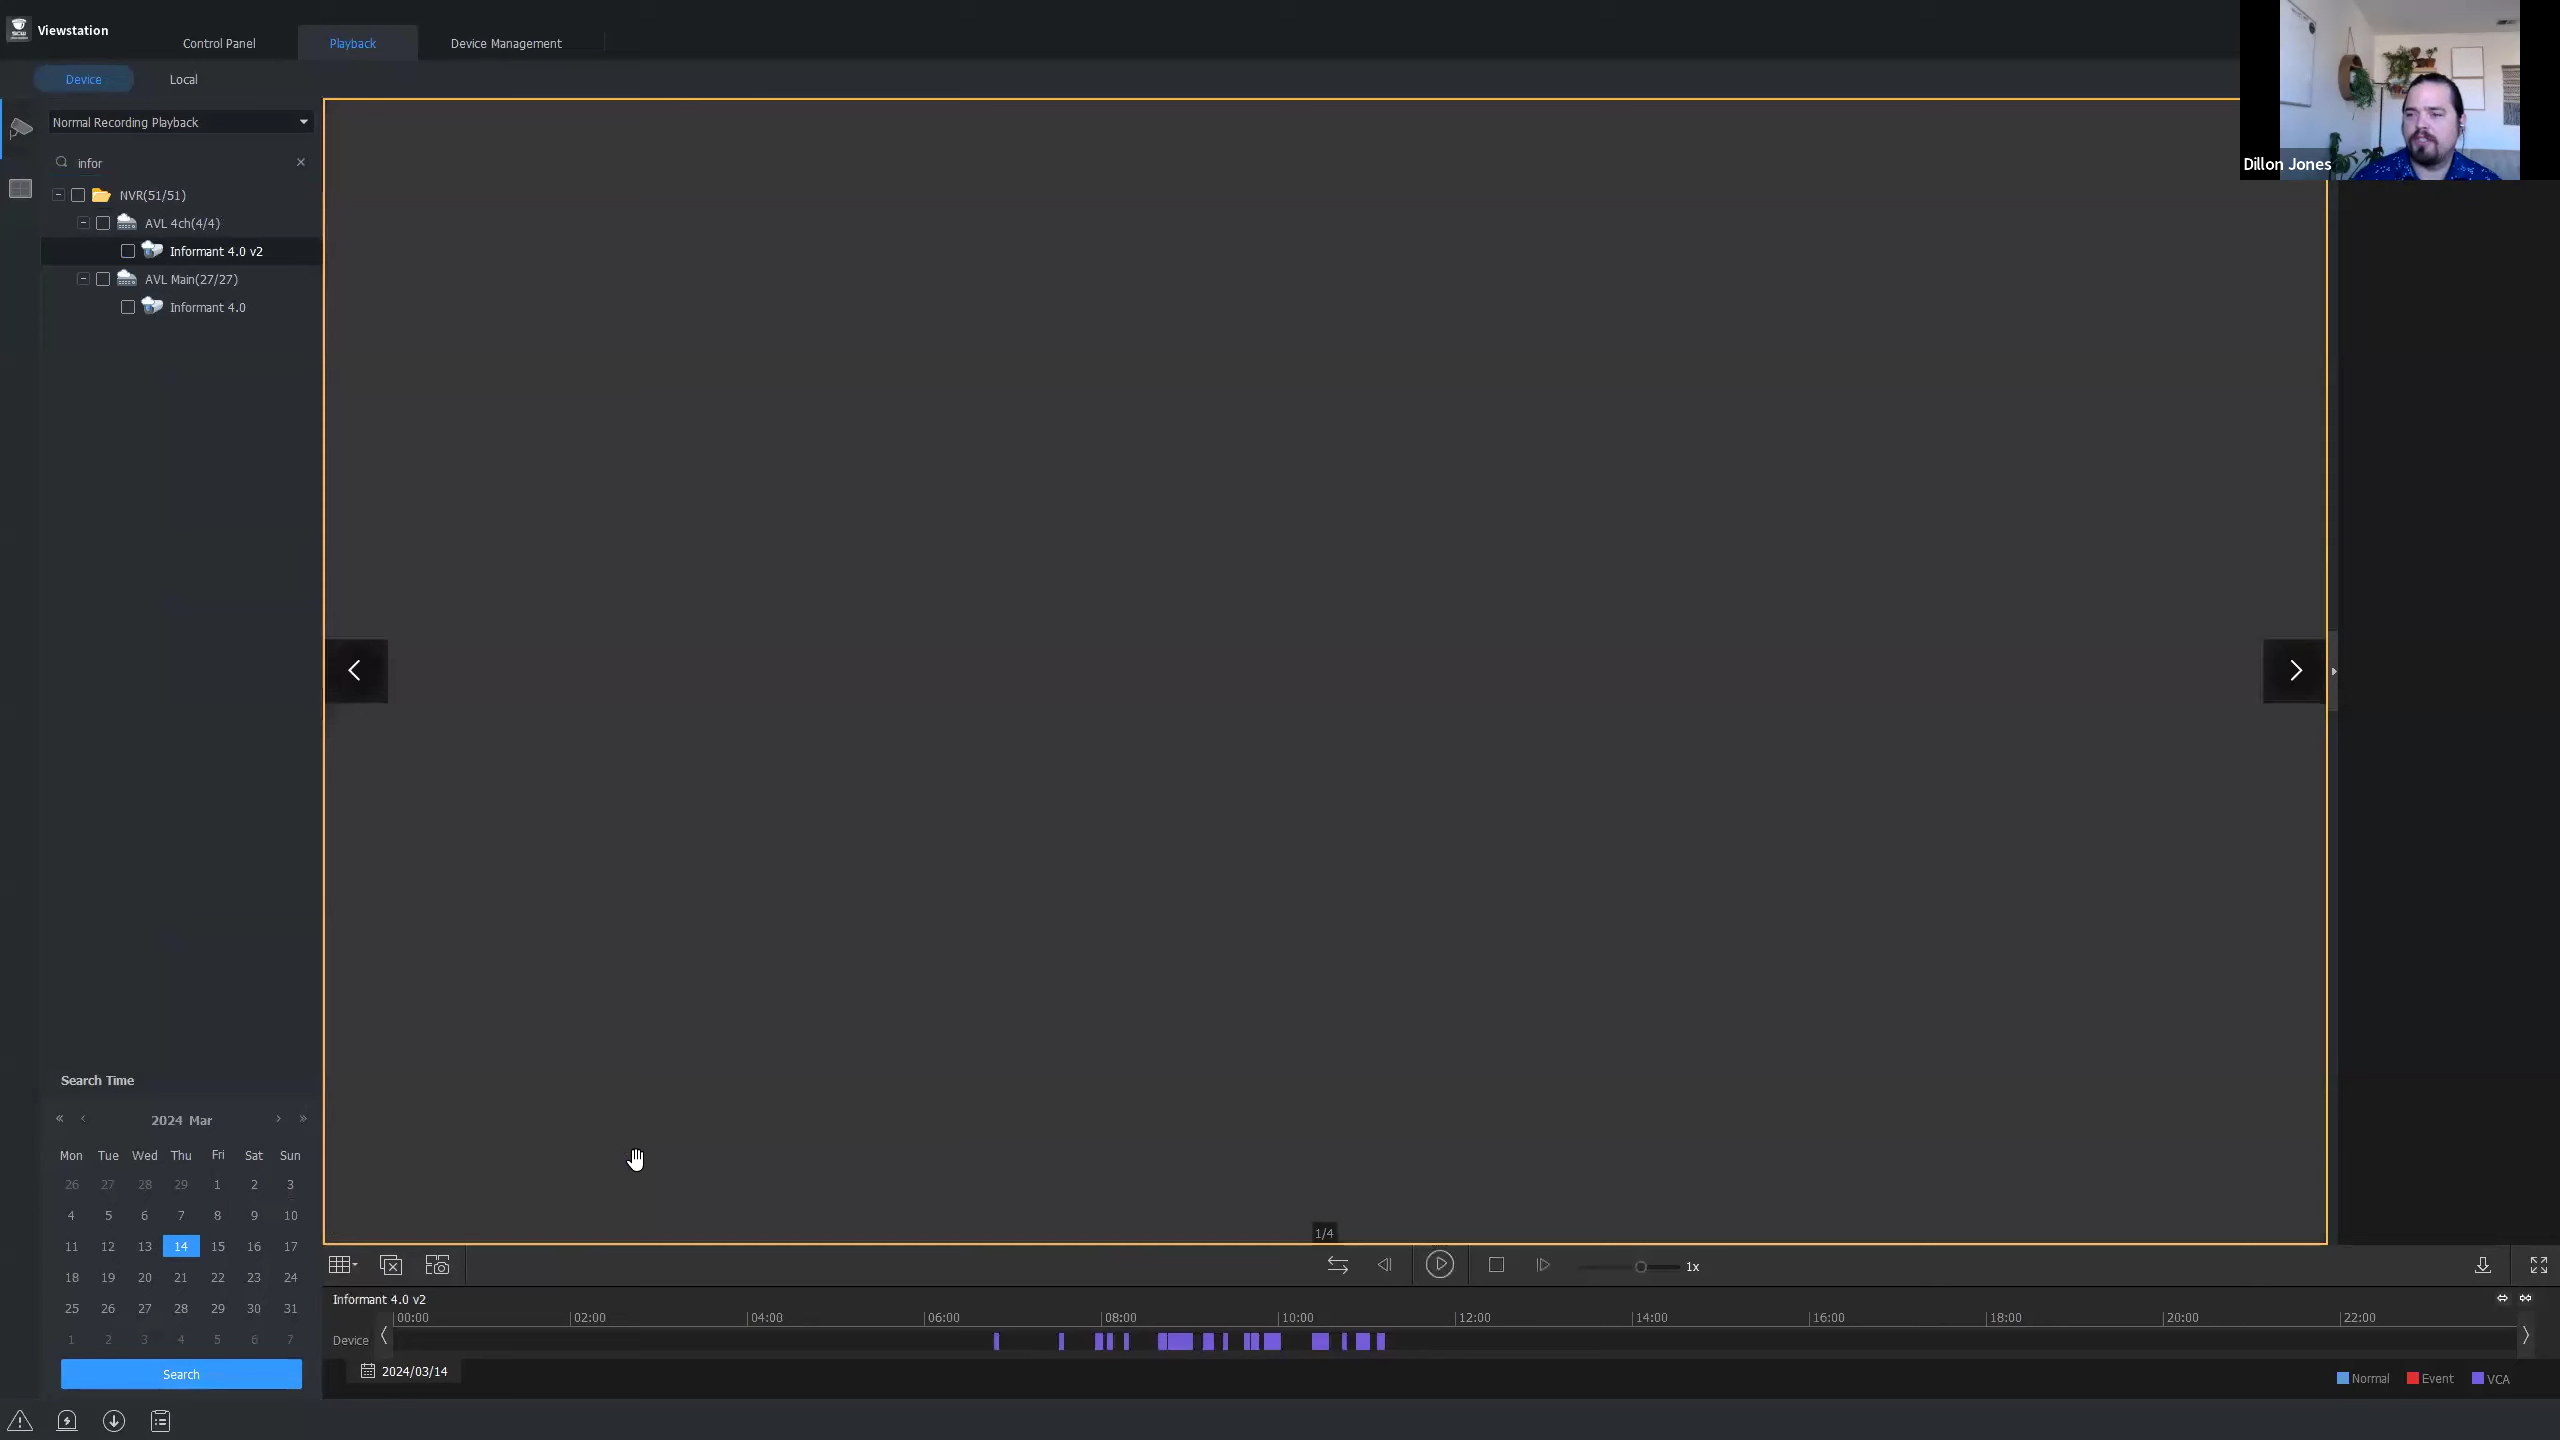 SCW
Viewstation
Control Panel
Playback
Device Management
Device
Local
Dillon Jones
Normal Recording Playback
infor
NVR(51/51)
AVL 4ch(4/4)
Informant 4.0 v2
AVL Main(27/27)
Informant 4.0
Search Time
2024 Mar
Mon Tue Wed Thu Fri Sat Sun
26 27 28 29 1 2 3
4 5 6 7 8 9 10
11 12 13 14 15 16 17
18 19 20 21 22 23 24
25 26 27 28 29 30 31
1 2 3 4 5 6 7
Search
1/4
1x
Informant 4.0 v2
00:00 02:00 04:00 06:00 08:00 10:00 12:00 14:00 16:00 18:00 20:00 22:00
Device
2024/03/14
Normal Event VCA